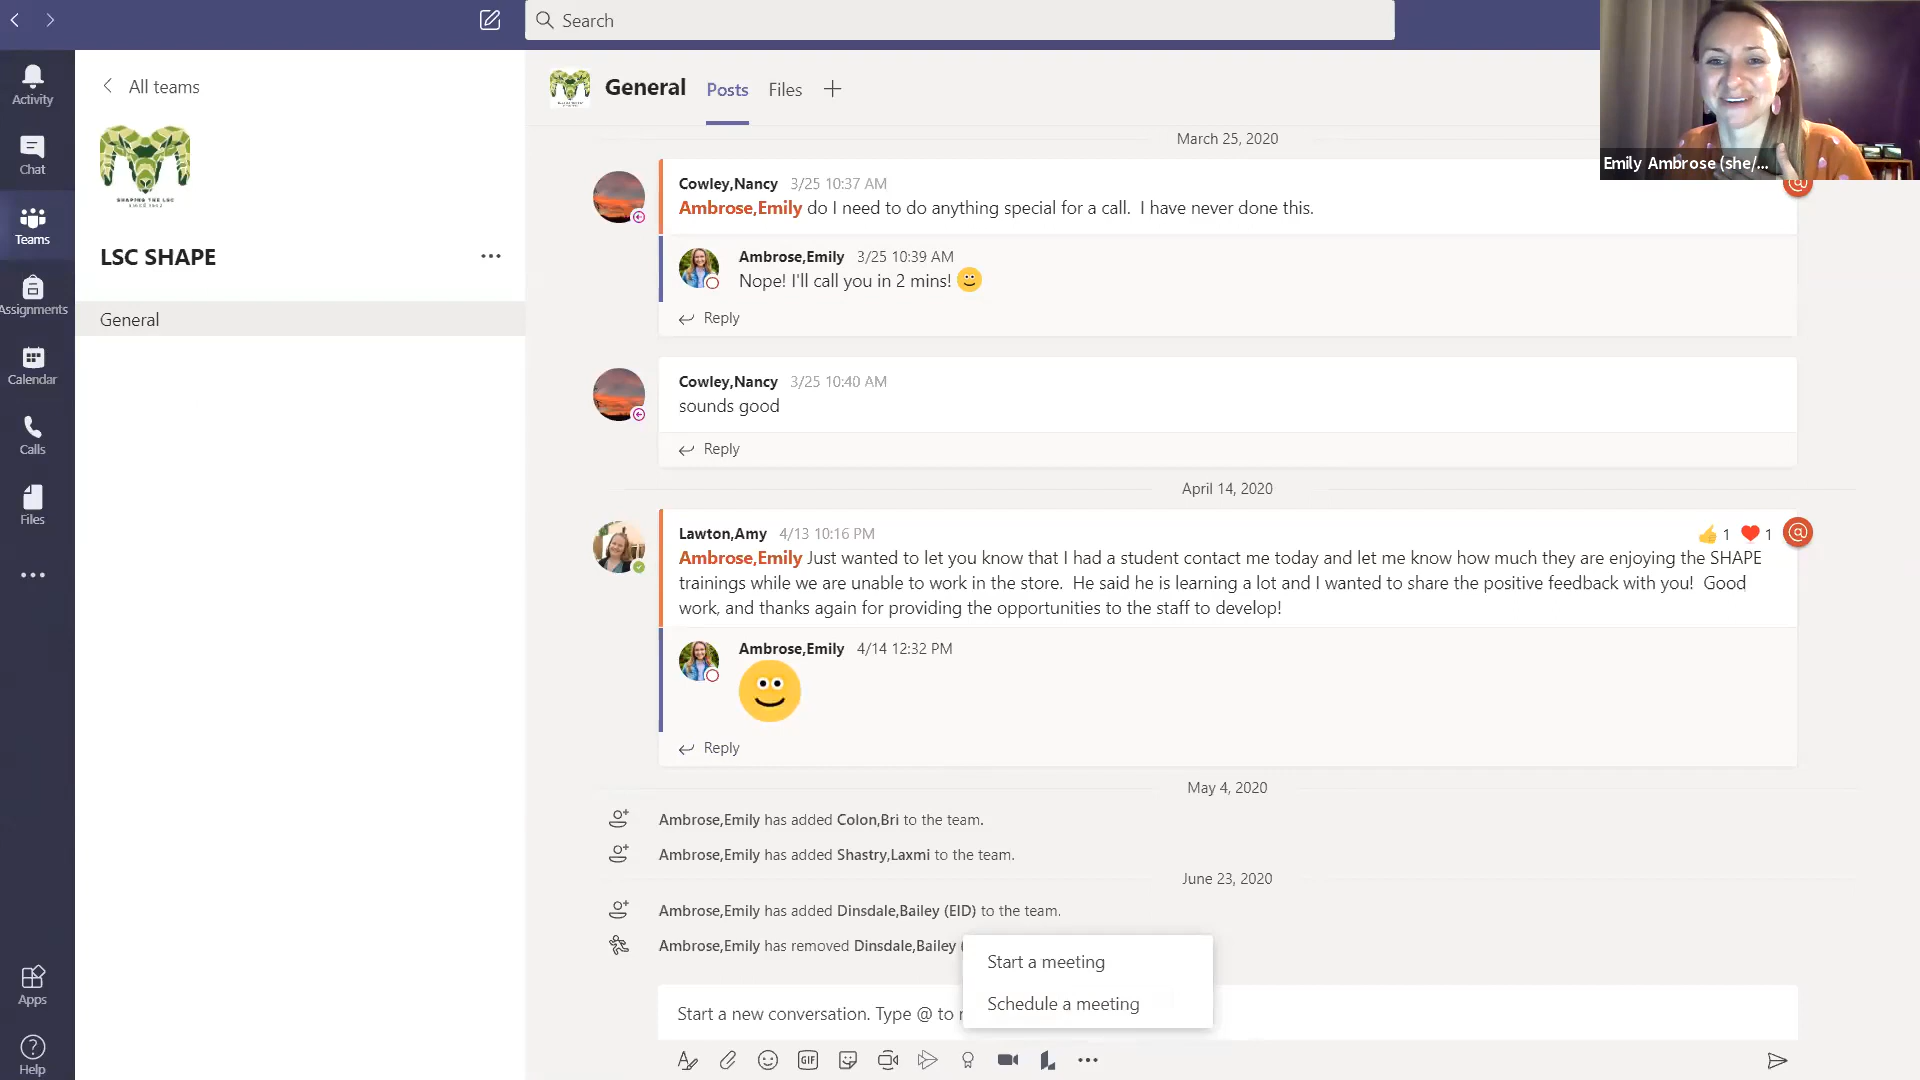 Search
Activity
Chat
Teams
Assignments
Calendar
Calls
Files
Apps
Help
All teams
SHAPING THE LSC
LSC SHAPE
General
General Posts Files
Emily Ambrose (she/...
March 25, 2020
Cowley,Nancy 3/25 10:37 AM
Ambrose,Emily do I need to do anything special for a call. I have never done this.
Ambrose,Emily 3/25 10:39 AM
Nope! I'll call you in 2 mins!
Reply
Cowley,Nancy 3/25 10:40 AM
sounds good
Reply
April 14, 2020
Lawton,Amy 4/13 10:16 PM
1 1 @
Ambrose,Emily Just wanted to let you know that I had a student contact me today and let me know how much they are enjoying the SHAPE
trainings while we are unable to work in the store. He said he is learning a lot and I wanted to share the positive feedback with you! Good
work, and thanks again for providing the opportunities to the staff to develop!
Ambrose,Emily 4/14 12:32 PM
Reply
May 4, 2020
Ambrose,Emily has added Colon,Bri to the team.
Ambrose,Emily has added Shastry,Laxmi to the team.
June 23, 2020
Ambrose,Emily has added Dinsdale,Bailey (EID) to the team.
Ambrose,Emily has removed Dinsdale,Bailey (
Start a meeting
Schedule a meeting
Start a new conversation. Type @ to
GIF